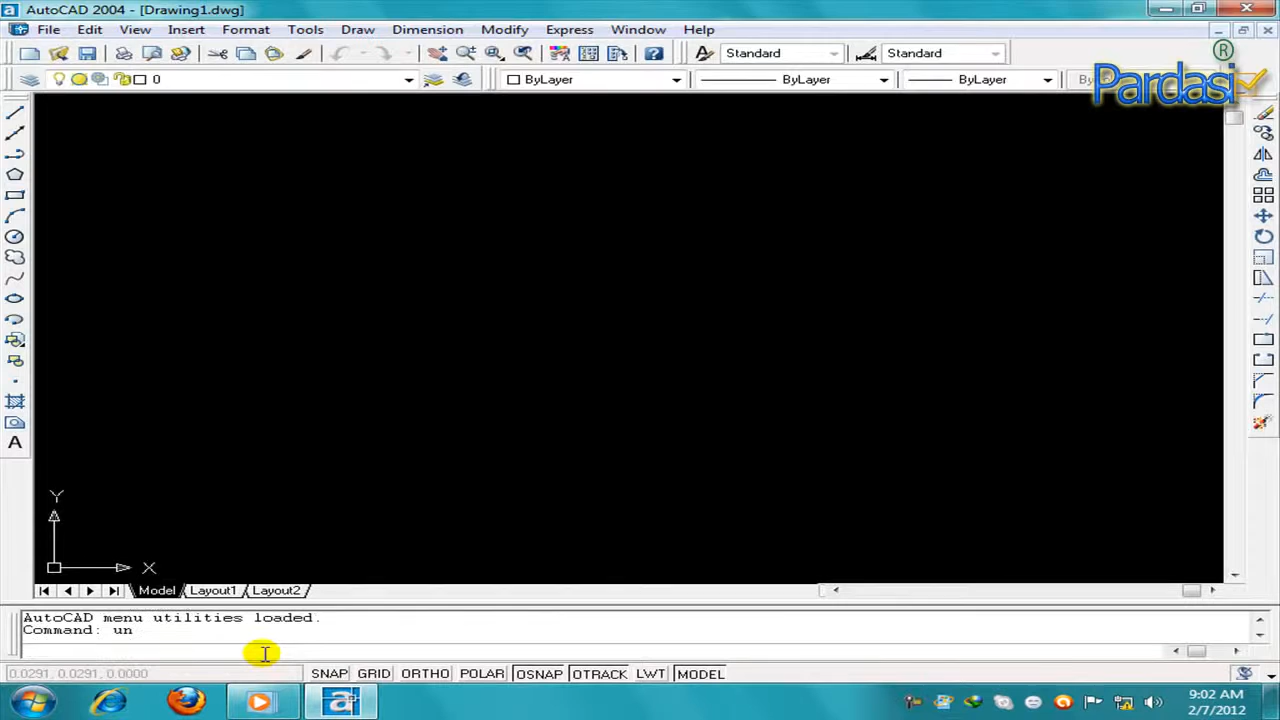 AutoCAD 2004 - [Drawing1.dwg]
File Edit View Insert Format Tools Draw Dimension Modify Express Window Help
Standard Standard
®
0 ByLayer ByLayer ByLayer
Pardasi
A
Y
X
Model Layout1 Layout2
AutoCAD menu utilities loaded.
Command: un
0.0291, 0.0291, 0.0000 SNAP GRID ORTHO POLAR OSNAP OTRACK LWT MODEL
9:02 AM
2/7/2012